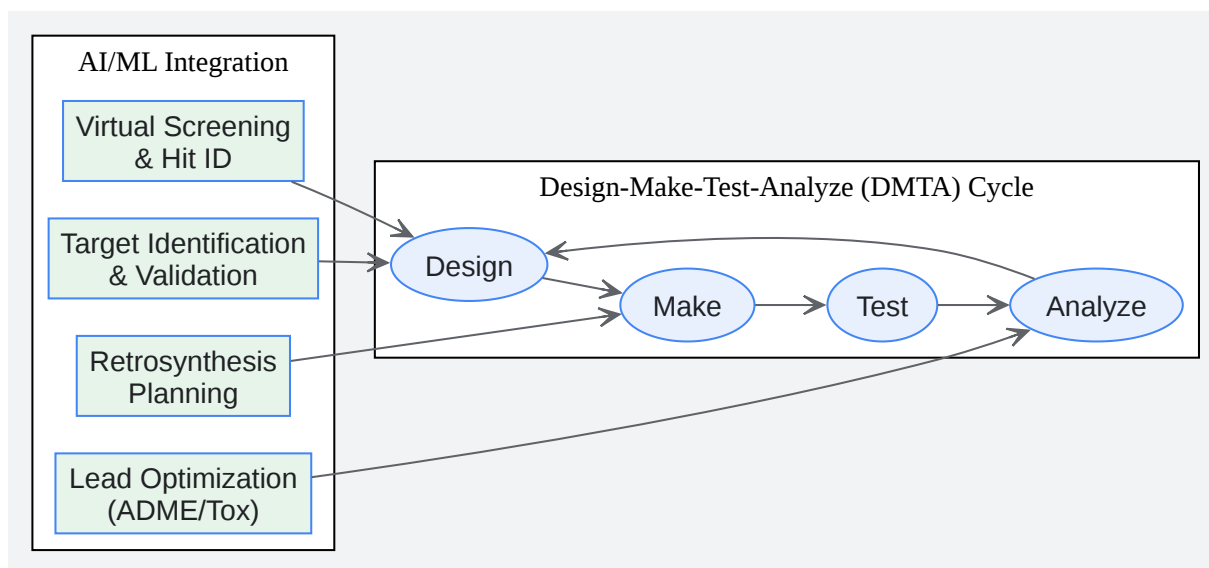 AI/ML Integration
Virtual Screening
& Hit ID
Target Identification
& Validation
Retrosynthesis
Planning
Lead Optimization
(ADME/Tox)
Design-Make-Test-Analyze (DMTA) Cycle
Design
Make
Test
Analyze